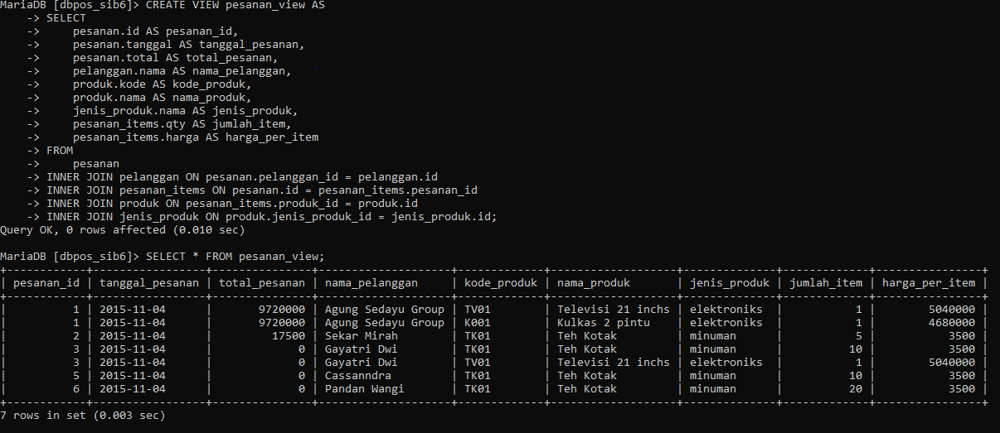 MariaDB [dbpos_sib6]> CREATE VIEW pesanan_view AS
    -> SELECT
    ->     pesanan.id AS pesanan_id,
    ->     pesanan.tanggal AS tanggal_pesanan,
    ->     pesanan.total AS total_pesanan,
    ->     pelanggan.nama AS nama_pelanggan,
    ->     produk.kode AS kode_produk,
    ->     produk.nama AS nama_produk,
    ->     jenis_produk.nama AS jenis_produk,
    ->     pesanan_items.qty AS jumlah_item,
    ->     pesanan_items.harga AS harga_per_item
    -> FROM
    ->     pesanan
    -> INNER JOIN pelanggan ON pesanan.pelanggan_id = pelanggan.id
    -> INNER JOIN pesanan_items ON pesanan.id = pesanan_items.pesanan_id
    -> INNER JOIN produk ON pesanan_items.produk_id = produk.id
    -> INNER JOIN jenis_produk ON produk.jenis_produk_id = jenis_produk.id;
Query OK, 0 rows affected (0.010 sec)
MariaDB [dbpos_sib6]> SELECT * FROM pesanan_view;
+------------+-----------------+---------------+--------------------+-------------+-------------------+--------------+-------------+----------------+
| pesanan_id | tanggal_pesanan | total_pesanan | nama_pelanggan     | kode_produk | nama_produk       | jenis_produk | jumlah_item | harga_per_item |
+------------+-----------------+---------------+--------------------+-------------+-------------------+--------------+-------------+----------------+
|          1 | 2015-11-04      |       9720000 | Agung Sedayu Group | TV01        | Televisi 21 inchs | elektroniks  |           1 |        5040000 |
|          1 | 2015-11-04      |       9720000 | Agung Sedayu Group | K001        | Kulkas 2 pintu    | elektroniks  |           1 |        4680000 |
|          2 | 2015-11-04      |         17500 | Sekar Mirah        | TK01        | Teh Kotak         | minuman      |           5 |           3500 |
|          3 | 2015-11-04      |             0 | Gayatri Dwi        | TK01        | Teh Kotak         | minuman      |          10 |           3500 |
|          3 | 2015-11-04      |             0 | Gayatri Dwi        | TV01        | Televisi 21 inchs | elektroniks  |           1 |        5040000 |
|          5 | 2015-11-04      |             0 | Cassanndra         | TK01        | Teh Kotak         | minuman      |          10 |           3500 |
|          6 | 2015-11-04      |             0 | Pandan Wangi       | TK01        | Teh Kotak         | minuman      |          20 |           3500 |
+------------+-----------------+---------------+--------------------+-------------+-------------------+--------------+-------------+----------------+
7 rows in set (0.003 sec)